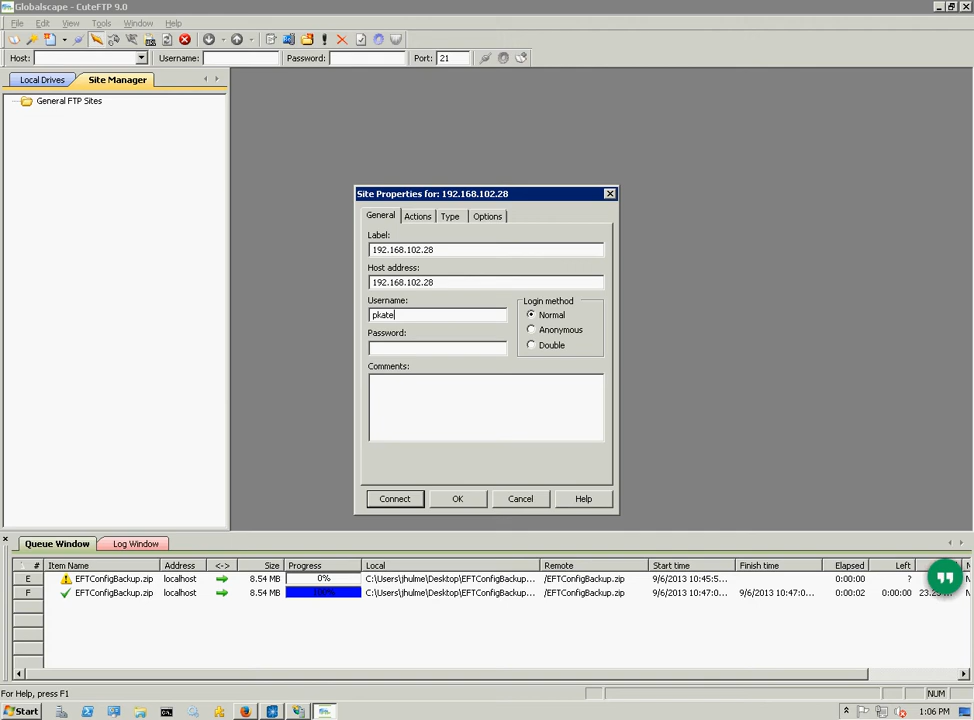 Globalscape - CuteFTP 9.0
File Edit View Tools Window Help
Host: Username: Password: Port: 21
Local Drives Site Manager
General FTP Sites
Site Properties for: 192.168.102.28
General Actions Type Options
Label:
192.168.102.28
Host address:
192.168.102.28
Username:
pkate
Password:
Login method
Normal
Anonymous
Double
Comments:
Connect OK Cancel Help
Queue Window Log Window
# Item Name Address <-> Size Progress Local Remote Start time Finish time Elapsed Left
E EFTConfigBackup.zip localhost 8.54 MB 0% C:\Users\jhulme\Desktop\EFTConfigBackup... /EFTConfigBackup.zip 9/6/2013 10:45:5... 0:00:00 ?
F EFTConfigBackup.zip localhost 8.54 MB 100% C:\Users\jhulme\Desktop\EFTConfigBackup... /EFTConfigBackup.zip 9/6/2013 10:47:0... 9/6/2013 10:47:0... 0:00:02 0:00:00
For Help, press F1
NUM
Start
1:06 PM